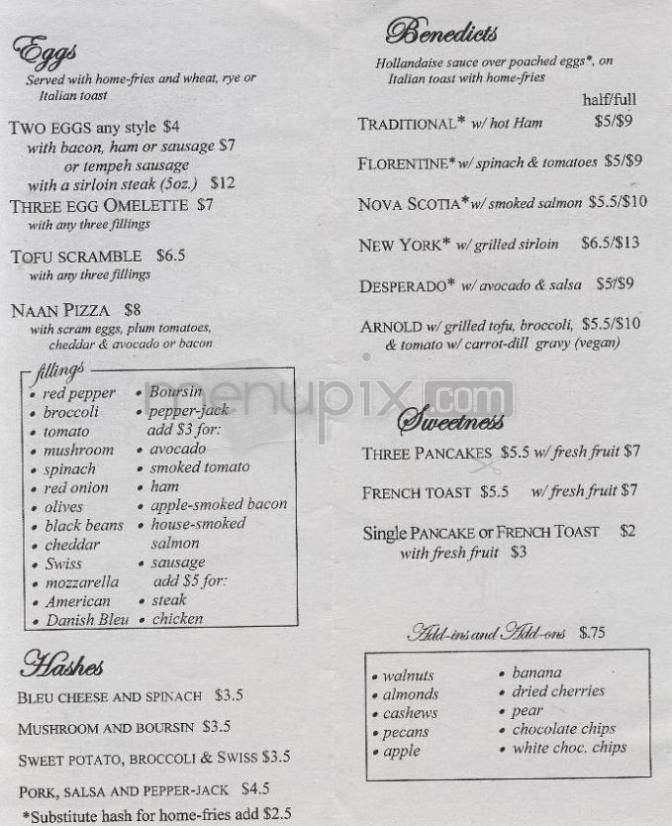 Eggs
Served with home-fries and wheat, rye or
Italian toast
TWO EGGS any style $4
with bacon, ham or sausage $7
or tempeh sausage
with a sirloin steak (5oz.) $12
THREE EGG OMELETTE $7
with any three fillings
TOFU SCRAMBLE $6.5
with any three fillings
NAAN PIZZA $8
with scram eggs, plum tomatoes,
cheddar & avocado or bacon
fillings
• red pepper
• broccoli
• tomato
• mushroom
• spinach
• red onion
• olives
• black beans
• cheddar
• Swiss
• mozzarella
• American
• Danish Bleu
• Boursin
• pepper-jack
add $3 for:
• avocado
• smoked tomato
• ham
• apple-smoked bacon
• house-smoked
salmon
• sausage
add $5 for:
• steak
• chicken
Hashes
BLEU CHEESE AND SPINACH $3.5
MUSHROOM AND BOURSIN $3.5
SWEET POTATO, BROCCOLI & SWISS $3.5
PORK, SALSA AND PEPPER-JACK $4.5
*Substitute hash for home-fries add $2.5
Benedicts
Hollandaise sauce over poached eggs*, on
Italian toast with home-fries
half/full
TRADITIONAL* w/ hot Ham $5/$9
FLORENTINE* w/ spinach & tomatoes $5/$9
NOVA SCOTIA* w/ smoked salmon $5.5/$10
NEW YORK* w/ grilled sirloin $6.5/$13
DESPERADO* w/ avocado & salsa $5/$9
ARNOLD w/ grilled tofu, broccoli, $5.5/$10
& tomato w/ carrot-dill gravy (vegan)
menupix.com
Sweetness
THREE PANCAKES $5.5 w/ fresh fruit $7
FRENCH TOAST $5.5 w/ fresh fruit $7
Single PANCAKE or FRENCH TOAST $2
with fresh fruit $3
Add-ins and Add-ons $.75
• walnuts
• almonds
• cashews
• pecans
• apple
• banana
• dried cherries
• pear
• chocolate chips
• white choc. chips